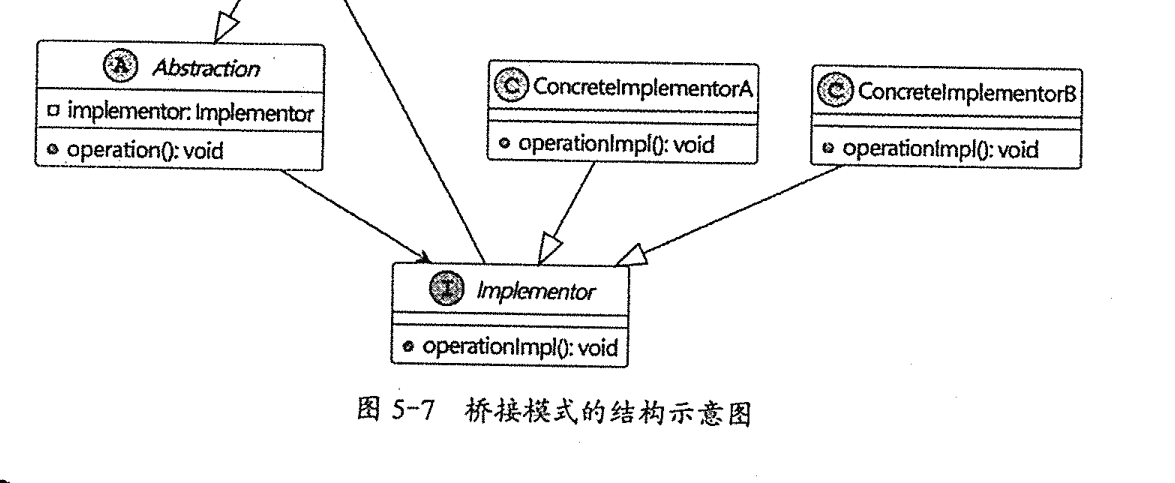 A Abstraction
implementor: Implementor
operation(): void
C ConcreteImplementorA
operationImpl(): void
C ConcreteImplementorB
operationImpl(): void
I Implementor
operationImpl(): void
图 5-7 桥接模式的结构示意图